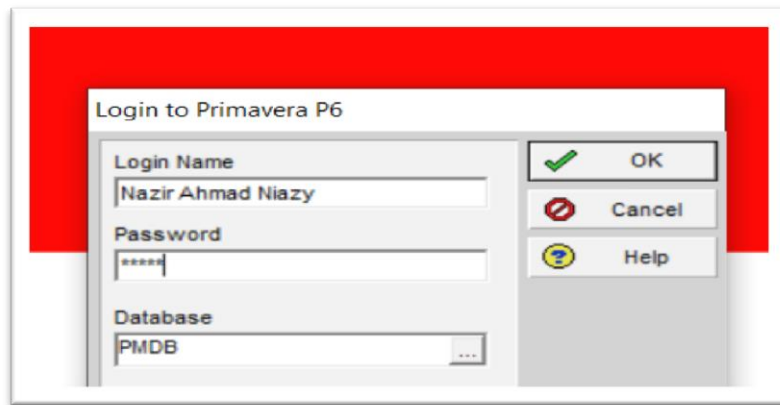 Login to Primavera P6
Login Name
OK
Nazir Ahmad Niazy
Cancel
Password
*****
Help
Database
PMDB
...